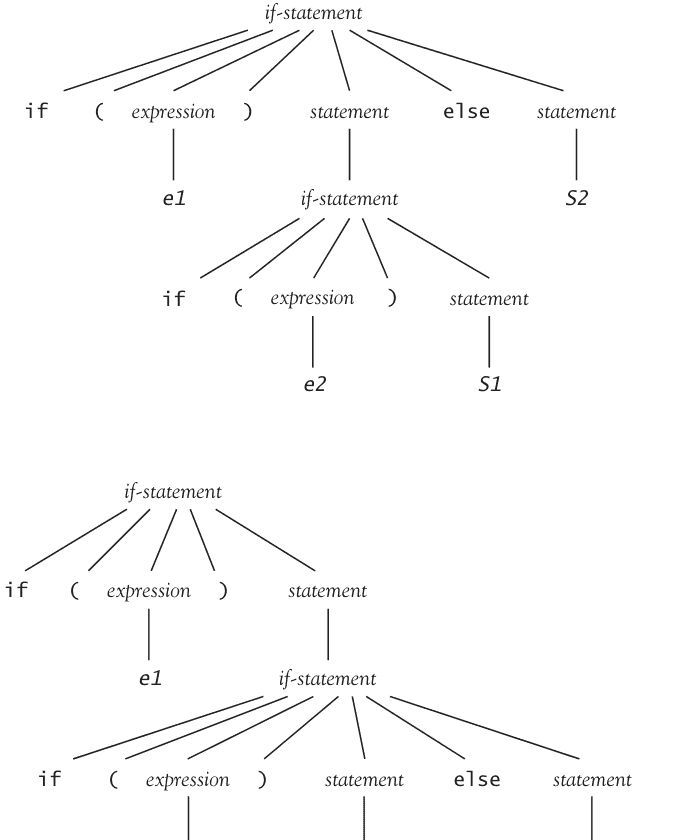 if-statement
if ( expression ) statement else statement
e1 if-statement S2
if ( expression ) statement
e2 S1
if-statement
if ( expression ) statement
e1 if-statement
if ( expression ) statement else statement